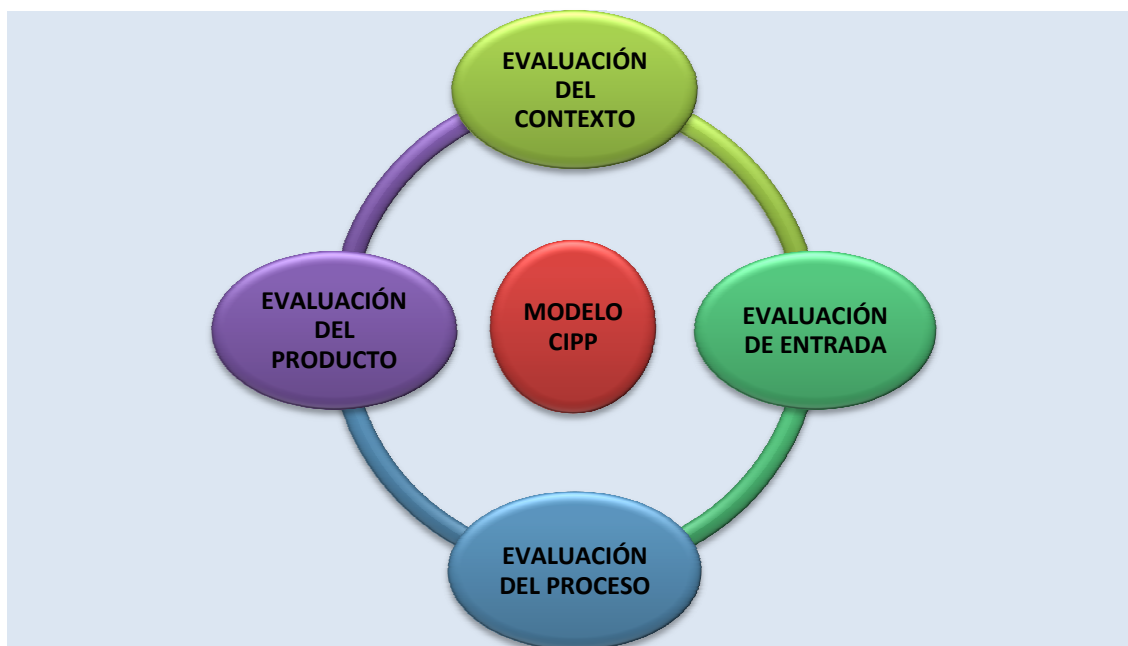 EVALUACIÓN
DEL
CONTEXTO
EVALUACIÓN
DEL
PRODUCTO
MODELO
CIPP
EVALUACIÓN
DE ENTRADA
EVALUACIÓN
DEL PROCESO